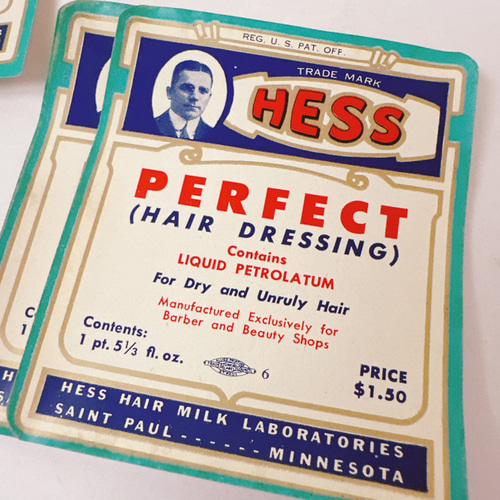 REG. U. S. PAT. OFF.
TRADE MARK
HESS
PERFECT
(HAIR DRESSING)
Contains
LIQUID PETROLATUM
For Dry and Unruly Hair
Manufactured Exclusively for
Barber and Beauty Shops
Contents:
1 pt. 5⅓ fl. oz.
6
PRICE
$1.50
HESS HAIR MILK LABORATORIES
SAINT PAUL ------ MINNESOTA